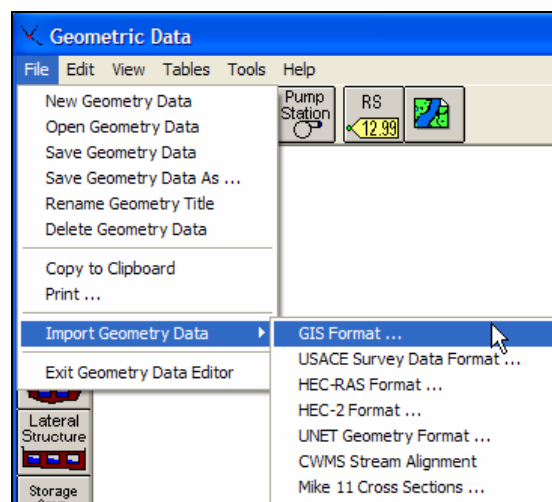 Geometric Data
File Edit View Tables Tools Help
New Geometry Data
Open Geometry Data
Save Geometry Data
Save Geometry Data As ...
Rename Geometry Title
Delete Geometry Data
Copy to Clipboard
Print ...
Import Geometry Data
Exit Geometry Data Editor
Pump
Station
RS
12.99
GIS Format ...
USACE Survey Data Format ...
HEC-RAS Format ...
HEC-2 Format ...
UNET Geometry Format ...
CWMS Stream Alignment
Mike 11 Cross Sections ...
Lateral
Structure
Storage